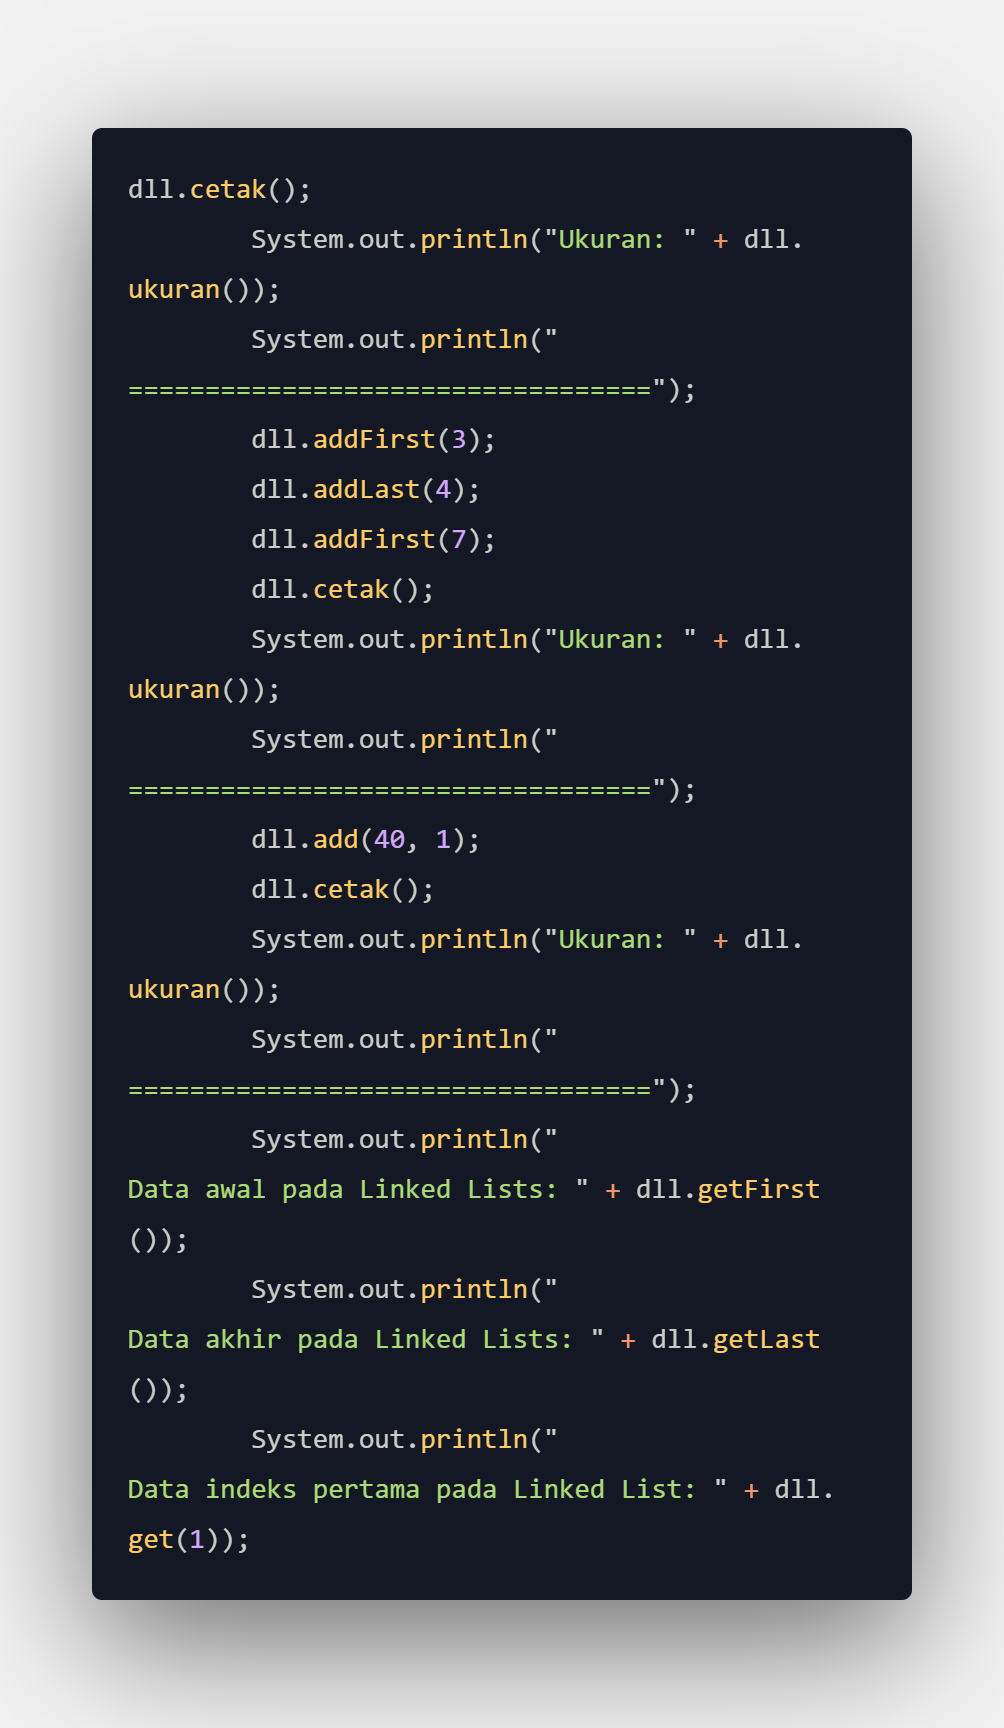 dll.cetak();
        System.out.println("Ukuran: " + dll.
ukuran());
        System.out.println("
==================================");
        dll.addFirst(3);
        dll.addLast(4);
        dll.addFirst(7);
        dll.cetak();
        System.out.println("Ukuran: " + dll.
ukuran());
        System.out.println("
==================================");
        dll.add(40, 1);
        dll.cetak();
        System.out.println("Ukuran: " + dll.
ukuran());
        System.out.println("
==================================");
        System.out.println("
Data awal pada Linked Lists: " + dll.getFirst
());
        System.out.println("
Data akhir pada Linked Lists: " + dll.getLast
());
        System.out.println("
Data indeks pertama pada Linked List: " + dll.
get(1));